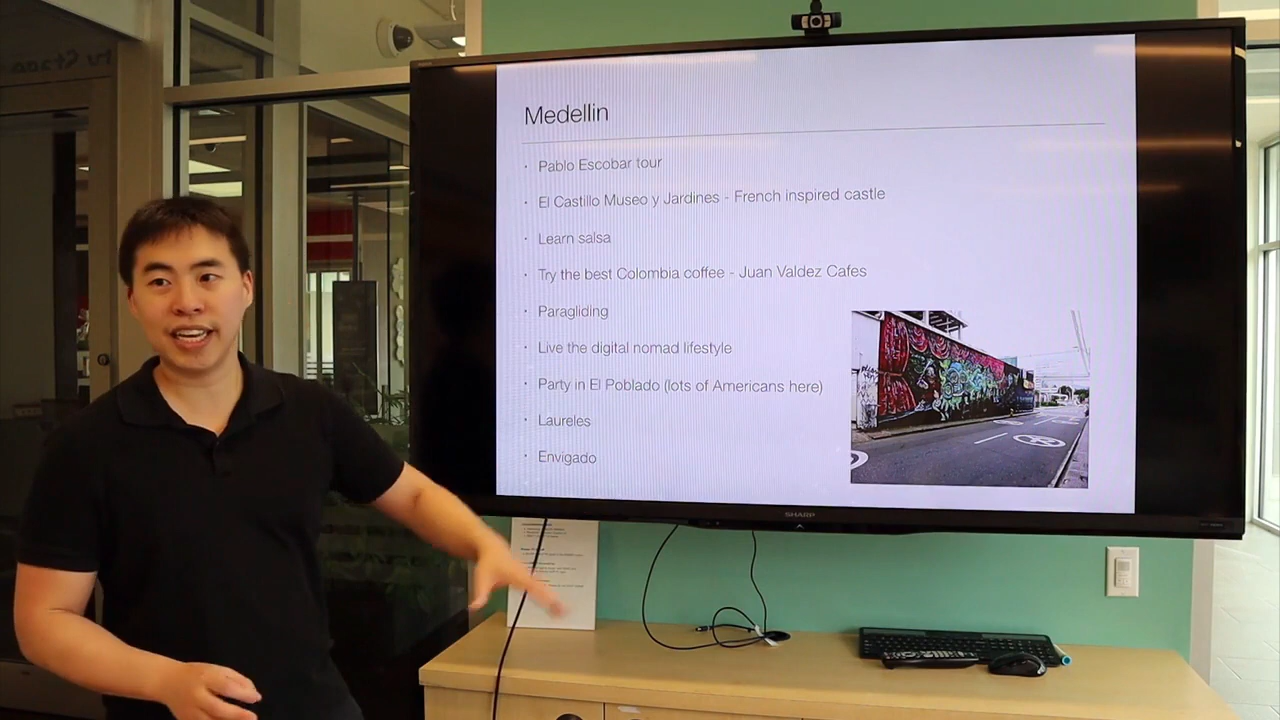 Medellin
• Pablo Escobar tour
• El Castillo Museo y Jardines - French inspired castle
• Learn salsa
• Try the best Colombia coffee - Juan Valdez Cafes
• Paragliding
• Live the digital nomad lifestyle
• Party in El Poblado (lots of Americans here)
• Laureles
• Envigado
SHARP